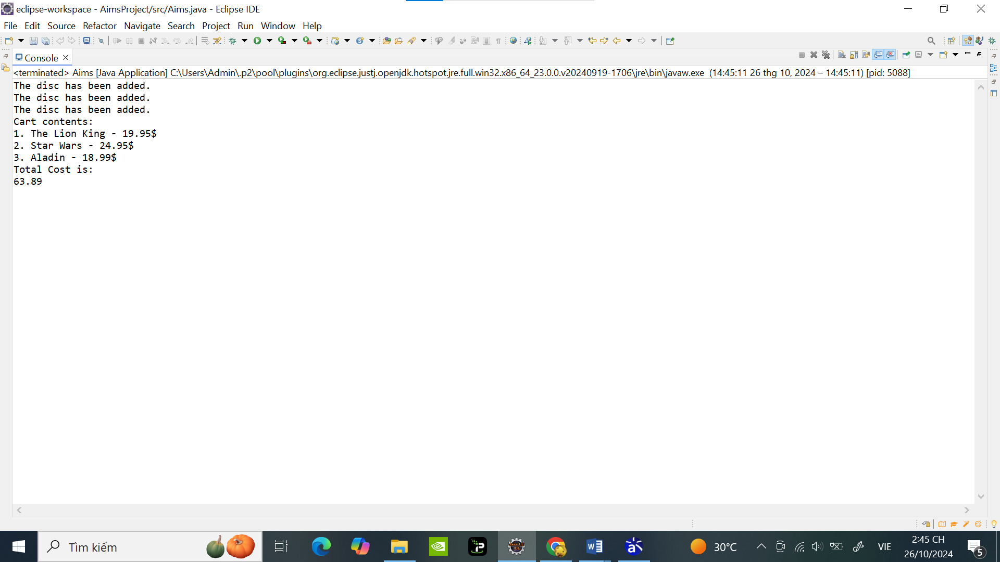 eclipse-workspace - AimsProject/src/Aims.java - Eclipse IDE
File Edit Source Refactor Navigate Search Project Run Window Help
Console
<terminated> Aims [Java Application] C:\Users\Admin\.p2\pool\plugins\org.eclipse.justj.openjdk.hotspot.jre.full.win32.x86_64_23.0.0.v20240919-1706\jre\bin\javaw.exe (14:45:11 26 thg 10, 2024 – 14:45:11) [pid: 5088]
The disc has been added.
The disc has been added.
The disc has been added.
Cart contents:
1. The Lion King - 19.95$
2. Star Wars - 24.95$
3. Aladin - 18.99$
Total Cost is:
63.89
Tìm kiếm
30°C
VIE
2:45 CH
26/10/2024
5